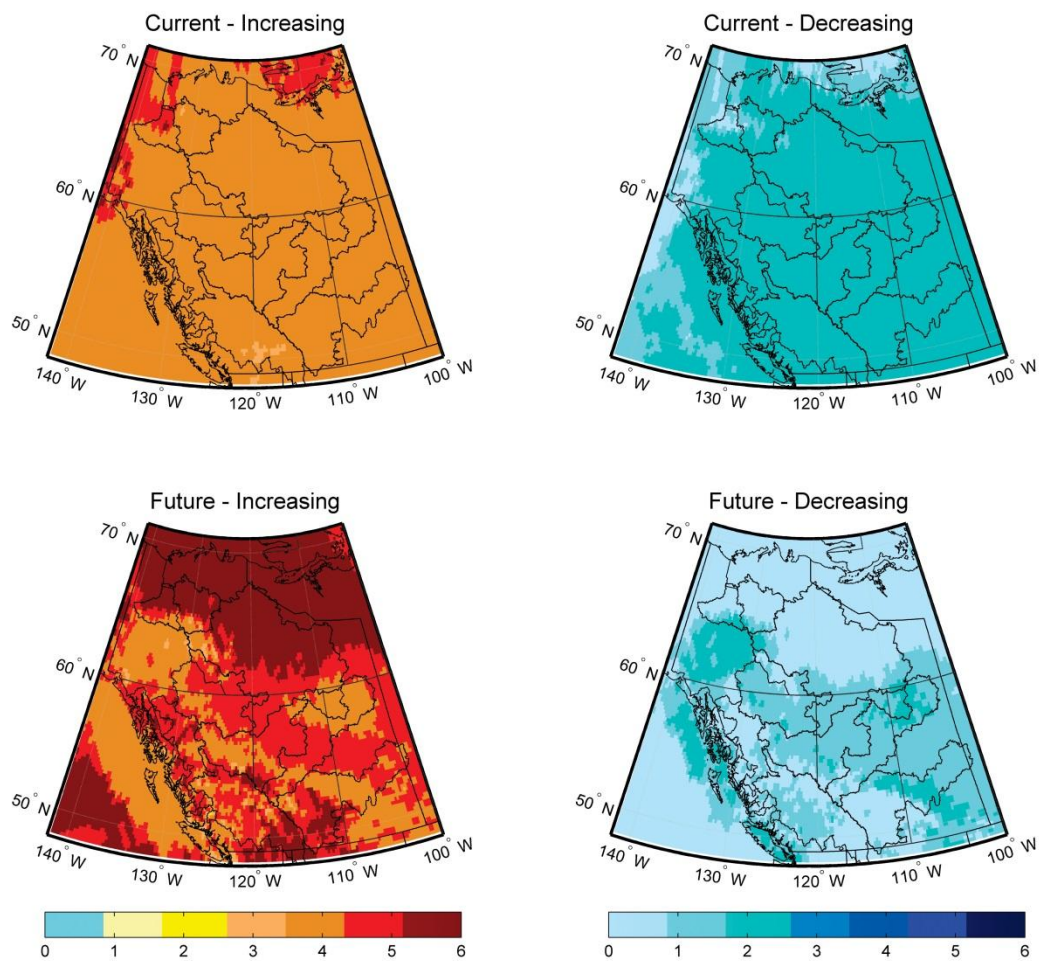 Current - Increasing
Current - Decreasing
70° N
60° N
50° N
140° W
130° W
120° W
110° W
100° W
70° N
60° N
50° N
140° W
130° W
120° W
110° W
100° W
Future - Increasing
Future - Decreasing
70° N
60° N
50° N
140° W
130° W
120° W
110° W
100° W
70° N
60° N
50° N
140° W
130° W
120° W
110° W
100° W
0 1 2 3 4 5 6
0 1 2 3 4 5 6